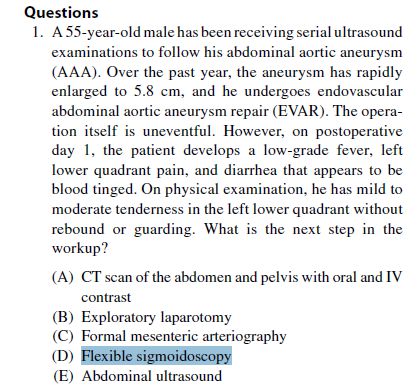 Questions
1. A 55-year-old male has been receiving serial ultrasound
examinations to follow his abdominal aortic aneurysm
(AAA). Over the past year, the aneurysm has rapidly
enlarged to 5.8 cm, and he undergoes endovascular
abdominal aortic aneurysm repair (EVAR). The opera-
tion itself is uneventful. However, on postoperative
day 1, the patient develops a low-grade fever, left
lower quadrant pain, and diarrhea that appears to be
blood tinged. On physical examination, he has mild to
moderate tenderness in the left lower quadrant without
rebound or guarding. What is the next step in the
workup?
(A) CT scan of the abdomen and pelvis with oral and IV
contrast
(B) Exploratory laparotomy
(C) Formal mesenteric arteriography
(D) Flexible sigmoidoscopy
(E) Abdominal ultrasound